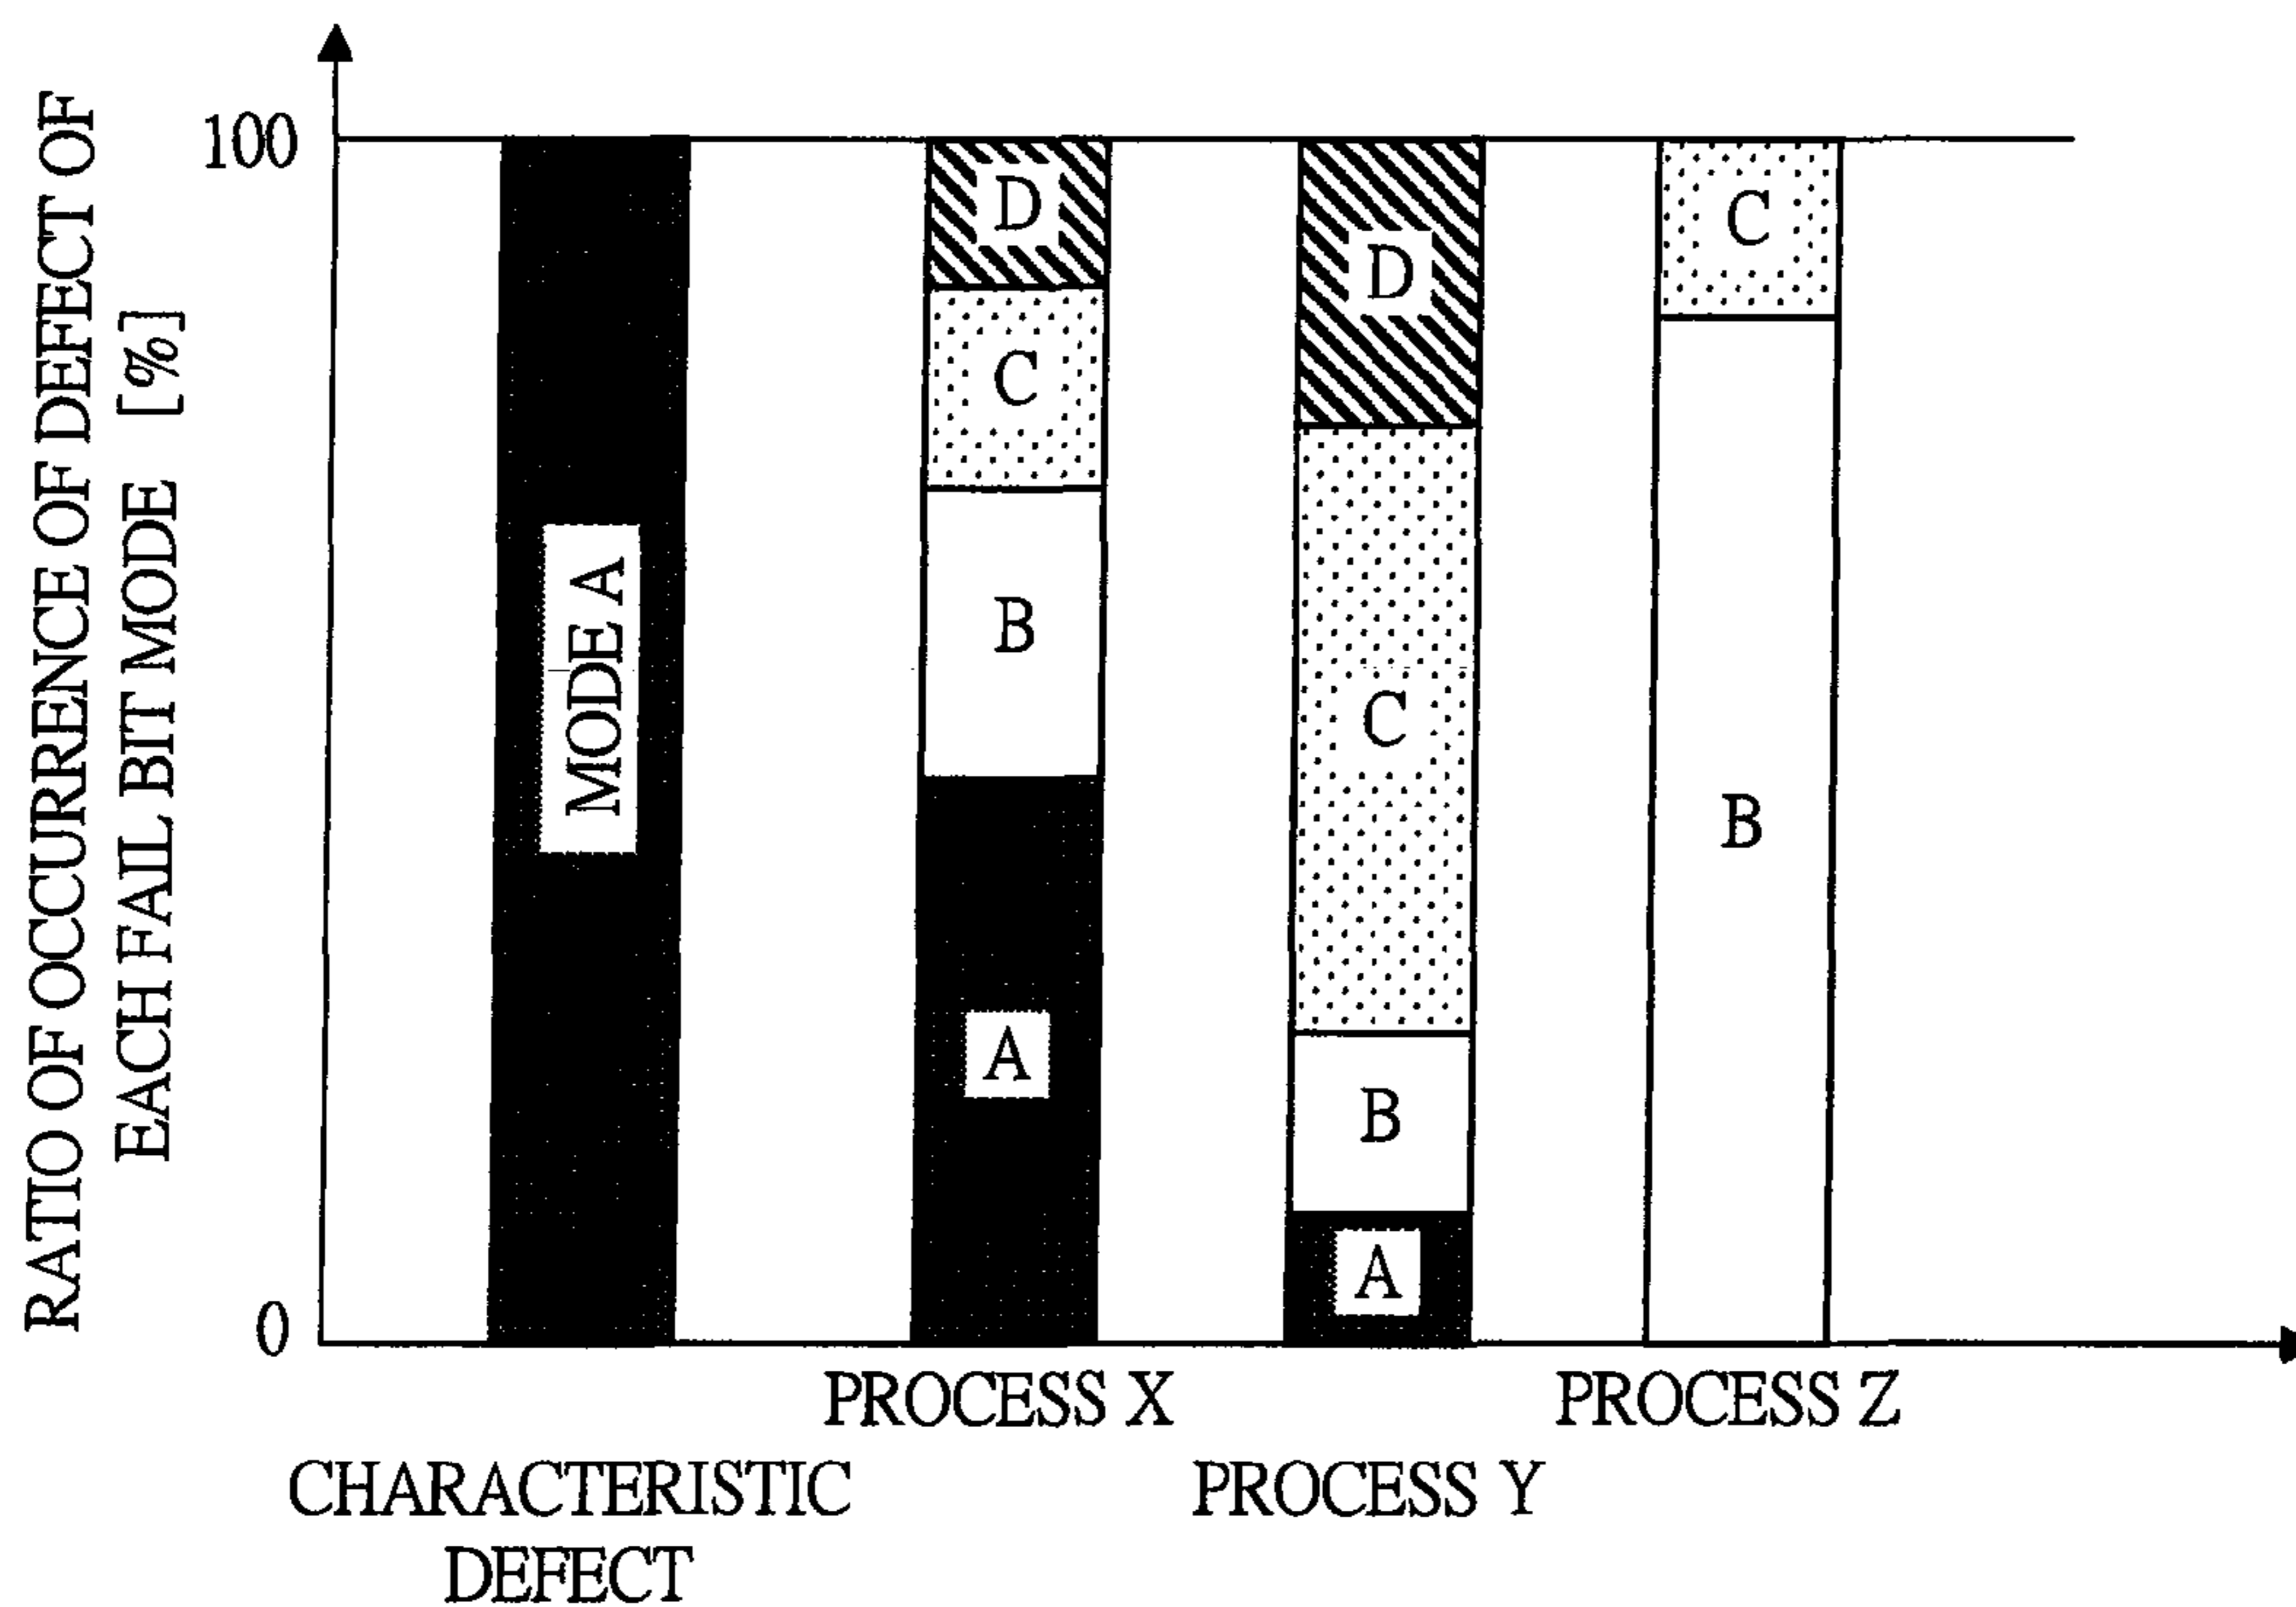 RATIO OF OCCURRENCE OF DEFECT OF
EACH FAIL BIT MODE [%]
100
0
MODE A
D
C
B
A
D
C
B
A
C
B
PROCESS X
PROCESS Z
CHARACTERISTIC
DEFECT
PROCESS Y